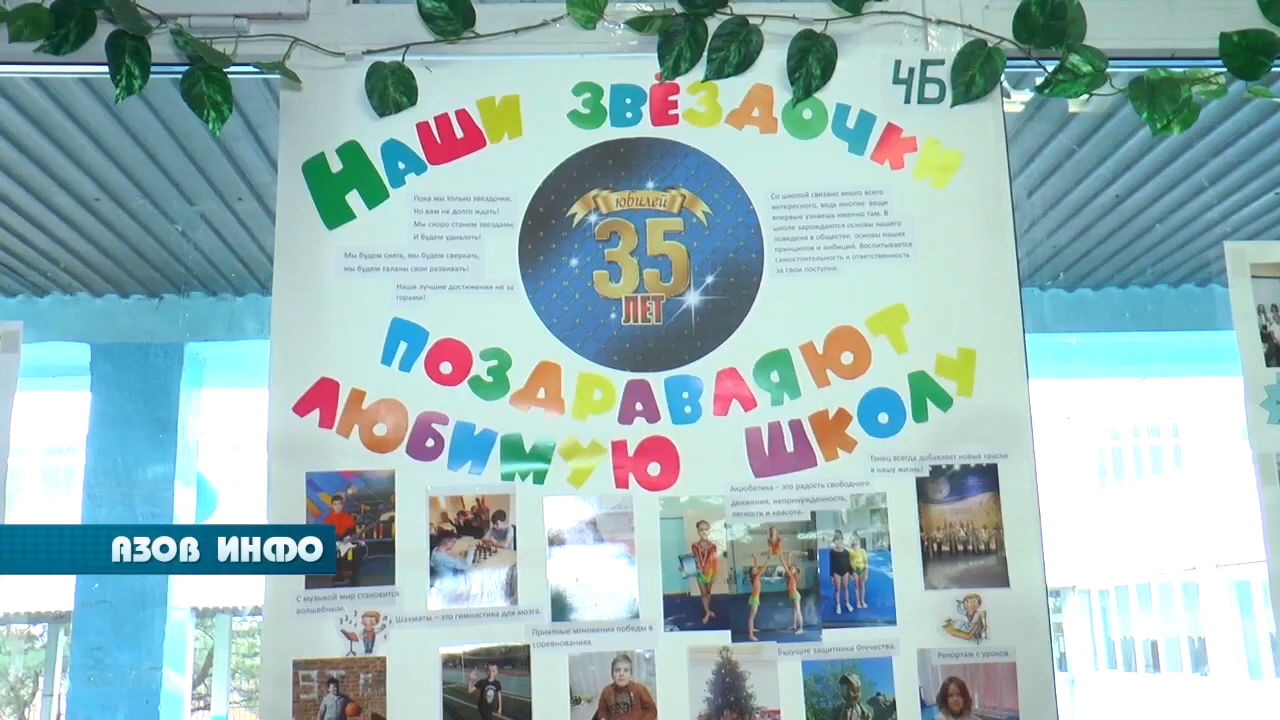 4Б
Наши звёздочки
Пока мы только звездочки,
Но вам не долго ждать!
Мы скоро станем звездами
И будем удивлять!
Мы будем сиять, мы будем сверкать,
мы будем таланы свои развивать!
Наши лучшие достижения не за
горами!
юбилей
35
ЛЕТ
Со школой связано много всего
интересного, ведь многие вещи
впервые узнаешь именно там. В
школе зарождаются основы нашего
поведена в обществе, основы наших
принципов и амбиций. Воспитывается
самостоятельность и ответственность
за свои поступки.
поздравляют
любимую школу
Танец всегда добавляет новые краски
в нашу жизнь!
Акробатика – это радость свободного
движения, непринужденность,
легкость и красота.
АЗОВ ИНФО
С музыкой мир становится
волшебным.
Шахматы – это гимнастика для мозга.
Приятные мгновения победы в
соревнованиях
Будущие защитники Отечества.
Репортаж с уроков.